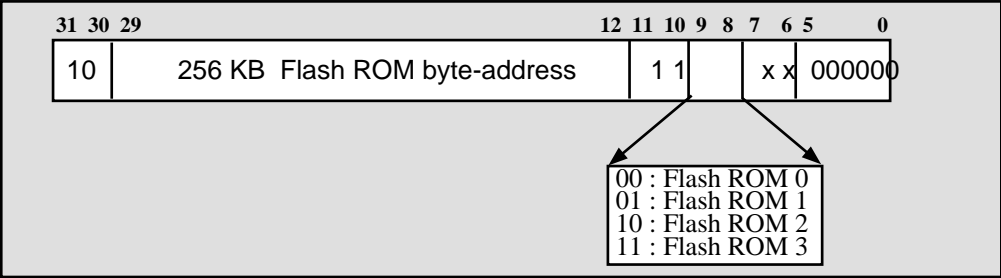 31 30 29 12 11 10 9 8 7 6 5 0
10 256 KB Flash ROM byte-address 1 1 x x 000000
00 : Flash ROM 0
01 : Flash ROM 1
10 : Flash ROM 2
11 : Flash ROM 3